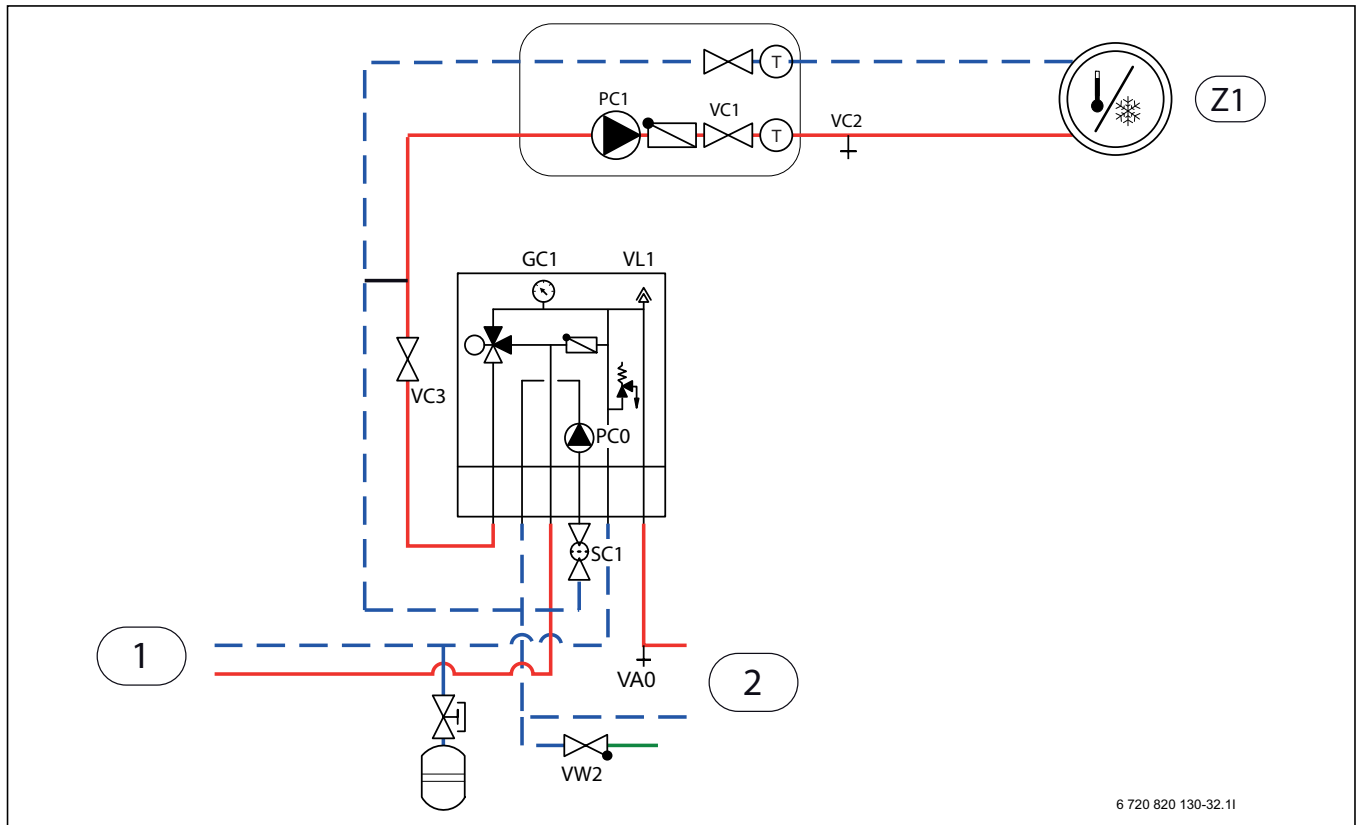 T
PC1
VC1
T
VC2
Z1
GC1
VL1
VC3
PC0
SC1
1
VA0
2
VW2
6 720 820 130-32.1I